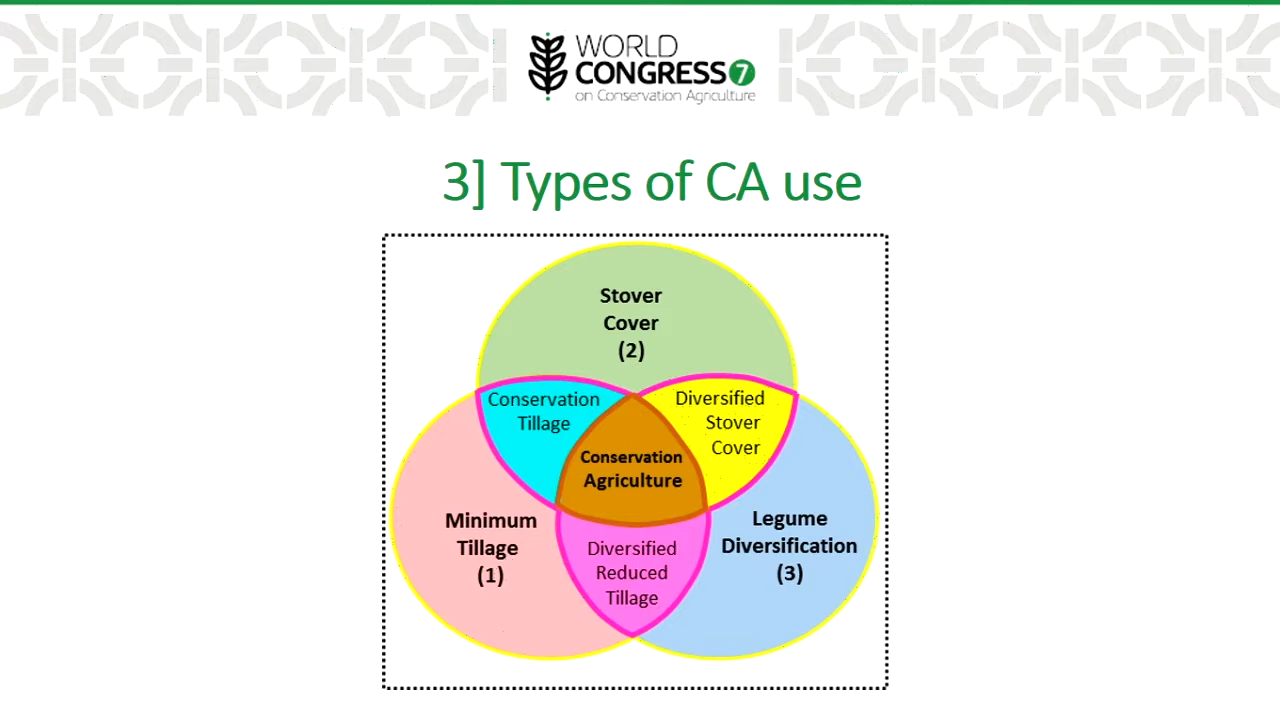 WORLD
CONGRESS 7
on Conservation Agriculture
3] Types of CA use
Stover
Cover
(2)
Conservation
Tillage
Diversified
Stover
Cover
Conservation
Agriculture
Minimum
Tillage
(1)
Legume
Diversification
(3)
Diversified
Reduced
Tillage